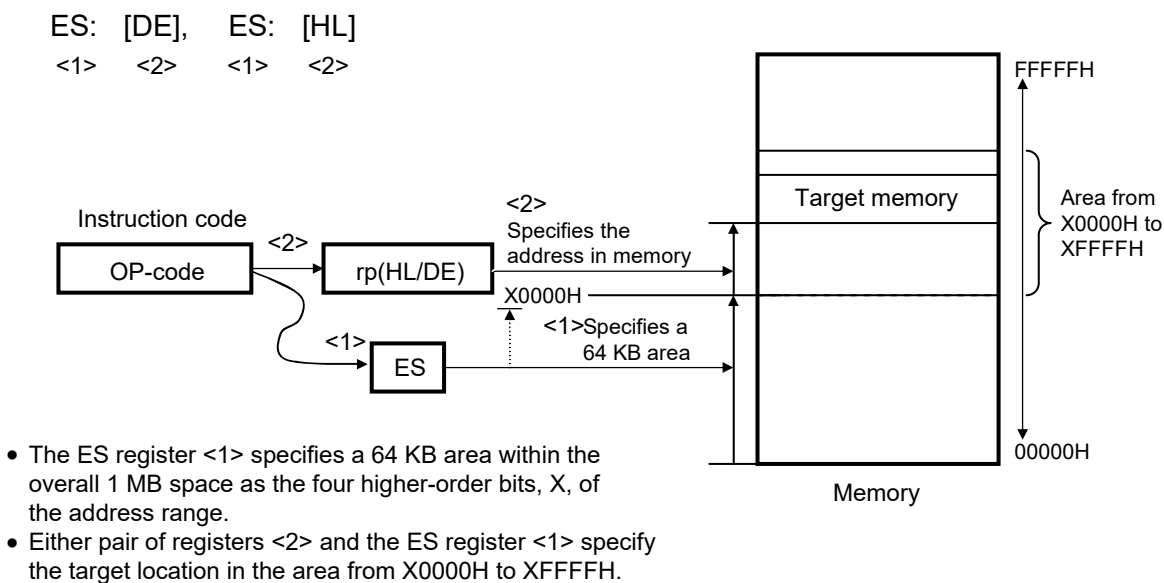 ES: [DE], ES: [HL]
<1> <2> <1> <2>
FFFFFH
Target memory
Area from
X0000H to
XFFFFH
<2>
Specifies the
address in memory
Instruction code
<2>
OP-code
rp(HL/DE)
X0000H
<1>Specifies a
64 KB area
<1>
ES
00000H
Memory
• The ES register <1> specifies a 64 KB area within the
overall 1 MB space as the four higher-order bits, X, of
the address range.
• Either pair of registers <2> and the ES register <1> specify
the target location in the area from X0000H to XFFFFH.